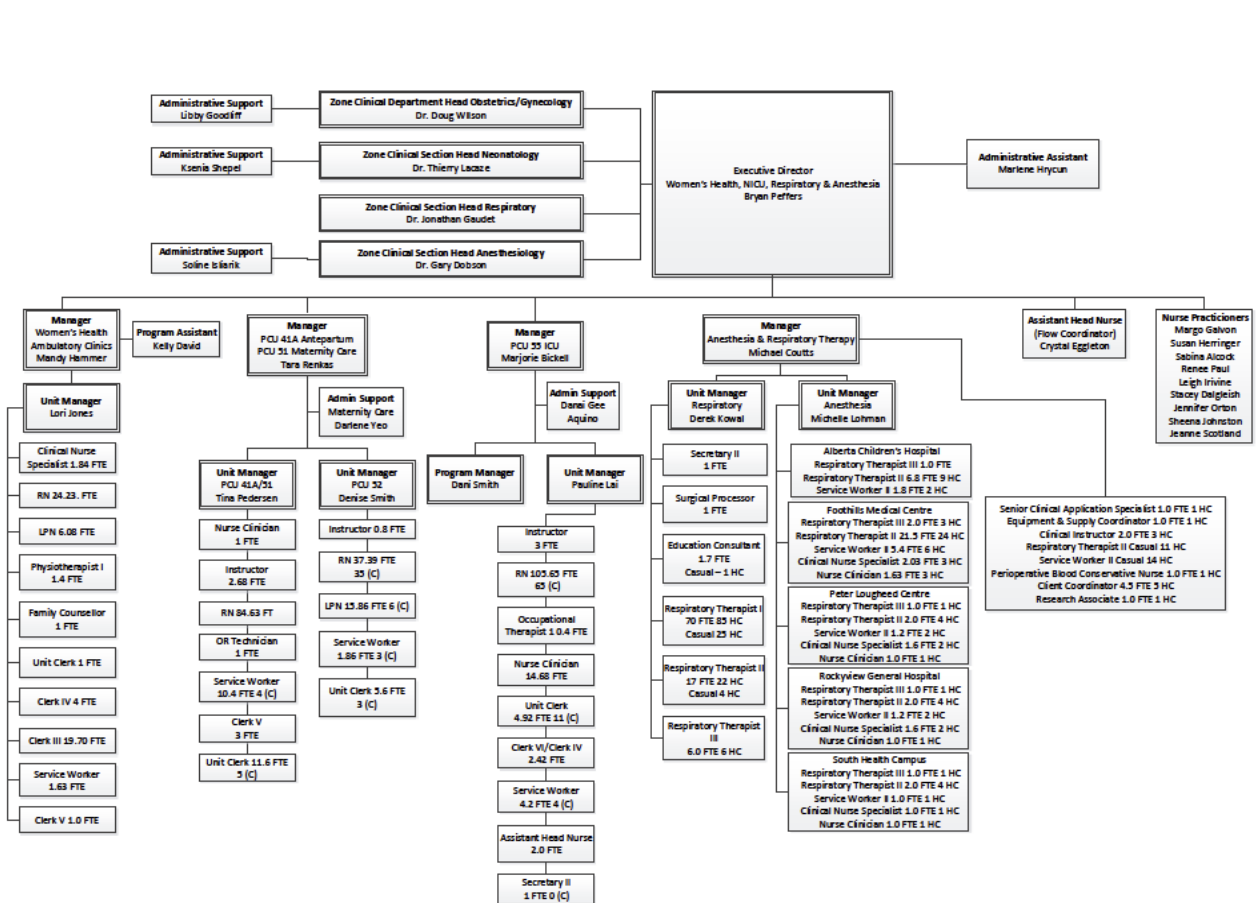 Administrative Support
Libby Goodliff
Zone Clinical Department Head Obstetrics/Gynecology
Dr. Doug Wilson
Administrative Support
Ksenia Shepel
Zone Clinical Section Head Neonatology
Dr. Thierry Lacaze
Zone Clinical Section Head Respiratory
Dr. Jonathan Gaudet
Administrative Support
Soline
Zone Clinical Section Head Anesthesiology
Dr. Gary Dobson
Executive Director
Women's Health, NICU, Respiratory & Anesthesia
Bryan Peffers
Administrative Assistant
Marlene Hrycun
Manager
Women's Health
Ambulatory Clinics
Mandy Hammer
Program Assistant
Kelly David
Unit Manager
Lori Jones
Clinical Nurse
Specialist 1.84 FTE
RN 24.23. FTE
LPN 6.08 FTE
Physiotherapist I
1.4 FTE
Family Counsellor
1 FTE
Unit Clerk 1 FTE
Clerk IV 4 FTE
Clerk III 19.70 FTE
Service Worker
1.63 FTE
Clerk V 1.0 FTE
Manager
PCU 41A Antepartum
PCU 51 Maternity Care
Tara Renkas
Admin Support
Maternity Care
Darlene Yeo
Unit Manager
PCU 41A/51
Tina Pedersen
Nurse Clinician
1 FTE
Instructor
2.68 FTE
RN 84.63 FT
OR Technician
1 FTE
Service Worker
10.4 FTE 4 (C)
Clerk V
3 FTE
Unit Clerk 11.6 FTE
5 (C)
Unit Manager
PCU 52
Denise Smith
Instructor 0.8 FTE
RN 37.39 FTE
35 (C)
LPN 15.86 FTE 6 (C)
Service Worker
1.86 FTE 3 (C)
Unit Clerk 5.6 FTE
3 (C)
Manager
PCU 55 ICU
Marjorie Bickell
Admin Support
Danai Gee
Aquino
Program Manager
Dani Smith
Unit Manager
Pauline Lai
Instructor
3 FTE
RN 105.65 FTE
65 (C)
Occupational
Therapist 1 0.4 FTE
Nurse Clinician
14.68 FTE
Unit Clerk
4.92 FTE 11 (C)
Clerk VI/Clerk IV
2.42 FTE
Service Worker
4.2 FTE 4 (C)
Assistant Head Nurse
2.0 FTE
Secretary II
1 FTE 0 (C)
Manager
Anesthesia & Respiratory Therapy
Michael Coutts
Unit Manager
Respiratory
Derek Kowal
Secretary II
1 FTE
Surgical Processor
1 FTE
Education Consultant
1.7 FTE
Casual – 1 HC
Respiratory Therapist I
70 FTE 85 HC
Casual 25 HC
Respiratory Therapist II
17 FTE 22 HC
Casual 4 HC
Respiratory Therapist
III
6.0 FTE 6 HC
Unit Manager
Anesthesia
Michelle Lohman
Alberta Children's Hospital
Respiratory Therapist III 1.0 FTE
Respiratory Therapist II 6.8 FTE 9 HC
Service Worker II 1.8 FTE 2 HC
Foothills Medical Centre
Respiratory Therapist III 2.0 FTE 3 HC
Respiratory Therapist II 21.5 FTE 24 HC
Service Worker II 5.4 FTE 6 HC
Clinical Nurse Specialist 2.03 FTE 3 HC
Nurse Clinician 1.63 FTE 3 HC
Peter Lougheed Centre
Respiratory Therapist III 1.0 FTE 1 HC
Respiratory Therapist II 2.0 FTE 4 HC
Service Worker II 1.2 FTE 2 HC
Clinical Nurse Specialist 1.6 FTE 2 HC
Nurse Clinician 1.0 FTE 1 HC
Rockyview General Hospital
Respiratory Therapist III 1.0 FTE 1 HC
Respiratory Therapist II 2.0 FTE 4 HC
Service Worker II 1.2 FTE 2 HC
Clinical Nurse Specialist 1.6 FTE 2 HC
Nurse Clinician 1.0 FTE 1 HC
South Health Campus
Respiratory Therapist III 1.0 FTE 1 HC
Respiratory Therapist II 2.0 FTE 4 HC
Service Worker II 1.0 FTE 1 HC
Clinical Nurse Specialist 1.0 FTE 1 HC
Nurse Clinician 1.0 FTE 1 HC
Senior Clinical Application Specialist 1.0 FTE 1 HC
Equipment & Supply Coordinator 1.0 FTE 1 HC
Clinical Instructor 2.0 FTE 3 HC
Respiratory Therapist II Casual 11 HC
Service Worker II Casual 14 HC
Perioperative Blood Conservative Nurse 1.0 FTE 1 HC
Client Coordinator 4.5 FTE 5 HC
Research Associate 1.0 FTE 1 HC
Assistant Head Nurse
(Flow Coordinator)
Crystal Eggleton
Nurse Practitioners
Margo Galvon
Susan Herringer
Sabina Alcock
Renee Paul
Leigh Irivine
Stacey Dalgleish
Jennifer Orton
Sheena Johnston
Jeanne Scotland